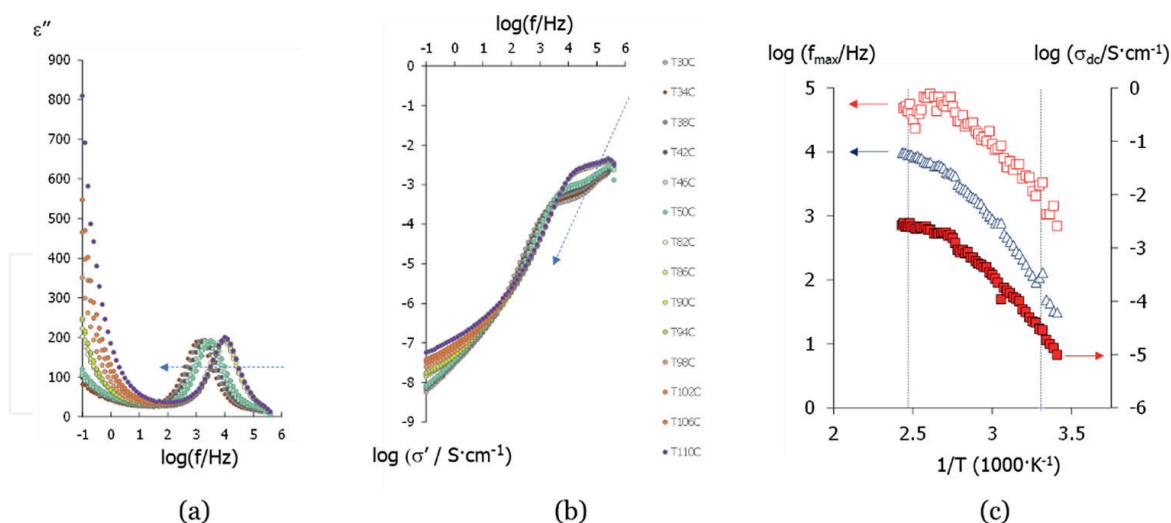 ε″
900
800
700
600
500
400
300
200
100
0
-1 0 1 2 3 4 5 6
log(f/Hz)
(a)
log(f/Hz)
-1 0 1 2 3 4 5 6
0
-1
-2
-3
-4
-5
-6
-7
-8
-9
log (σ′ / S·cm⁻¹)
T30C
T34C
T38C
T42C
T46C
T50C
T82C
T86C
T90C
T94C
T98C
T102C
T106C
T110C
(b)
log (fmax/Hz) log (σdc/S·cm⁻¹)
5
4
3
2
1
0
0
-1
-2
-3
-4
-5
-6
2 2.5 3 3.5
1/T (1000·K⁻¹)
(c)